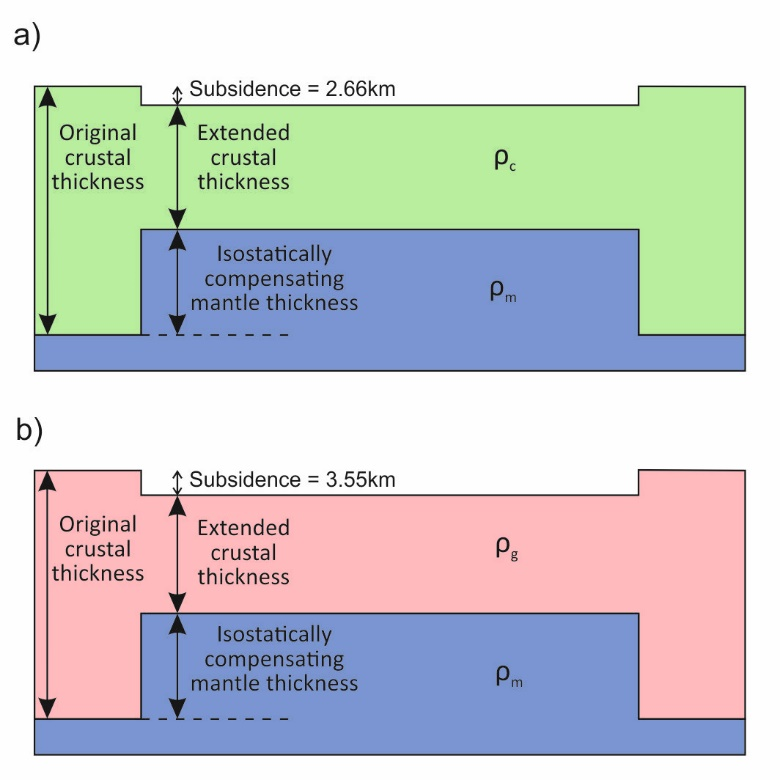 a)
Subsidence = 2.66km
Original
crustal
thickness
Extended
crustal
thickness
ρc
Isostatically
compensating
mantle thickness
ρm
b)
Subsidence = 3.55km
Original
crustal
thickness
Extended
crustal
thickness
ρg
Isostatically
compensating
mantle thickness
ρm